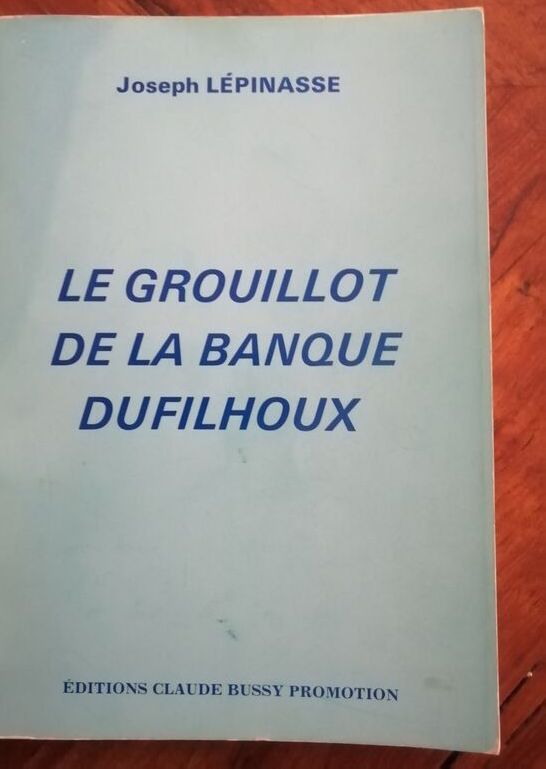 Joseph LÉPINASSE
LE GROUILLOT
DE LA BANQUE
DUFILHOUX
ÉDITIONS CLAUDE BUSSY PROMOTION